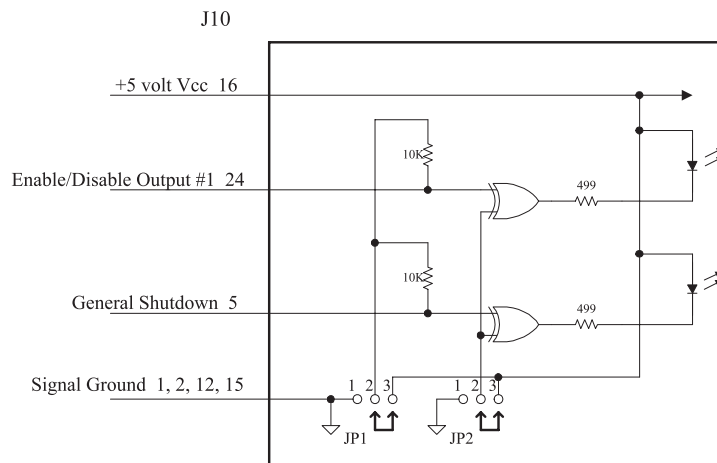 J10
+5 volt Vcc 16
10K
Enable/Disable Output #1 24
499
10K
General Shutdown 5
499
Signal Ground 1, 2, 12, 15
1 2 3
1 2 3
JP1
JP2